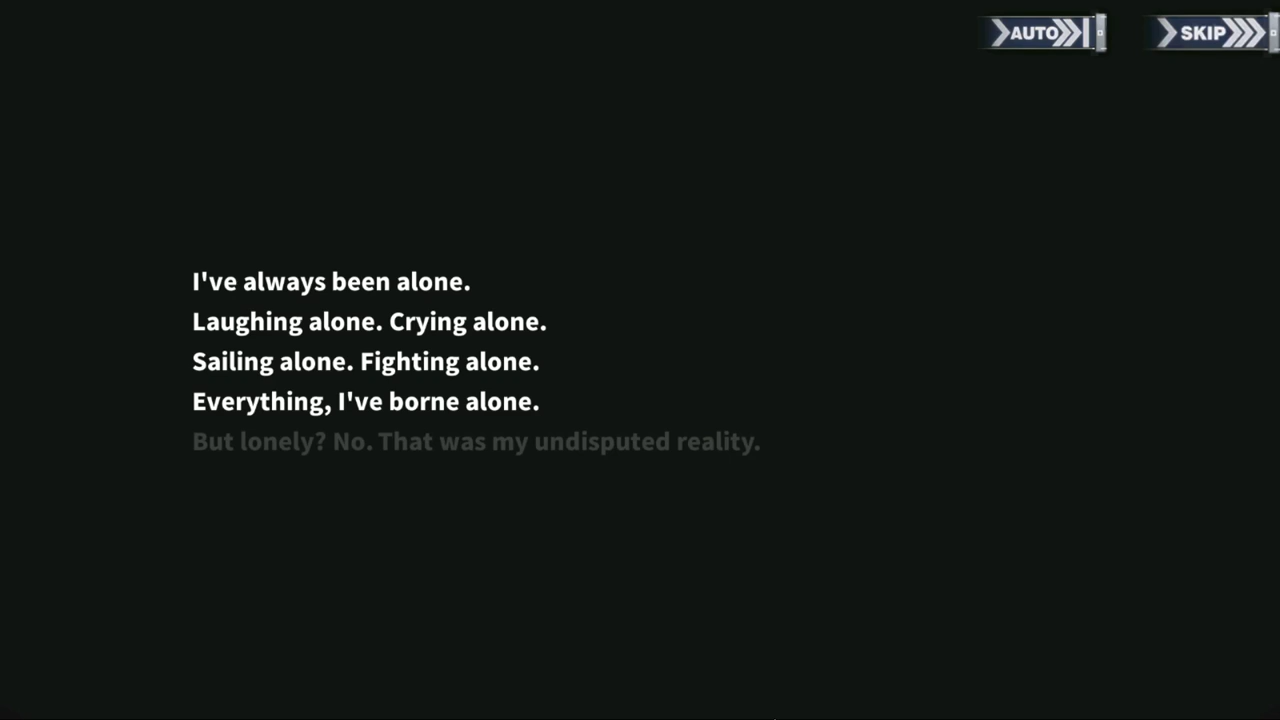 AUTO
SKIP
I've always been alone.
Laughing alone. Crying alone.
Sailing alone. Fighting alone.
Everything, I've borne alone.
But lonely? No. That was my undisputed reality.